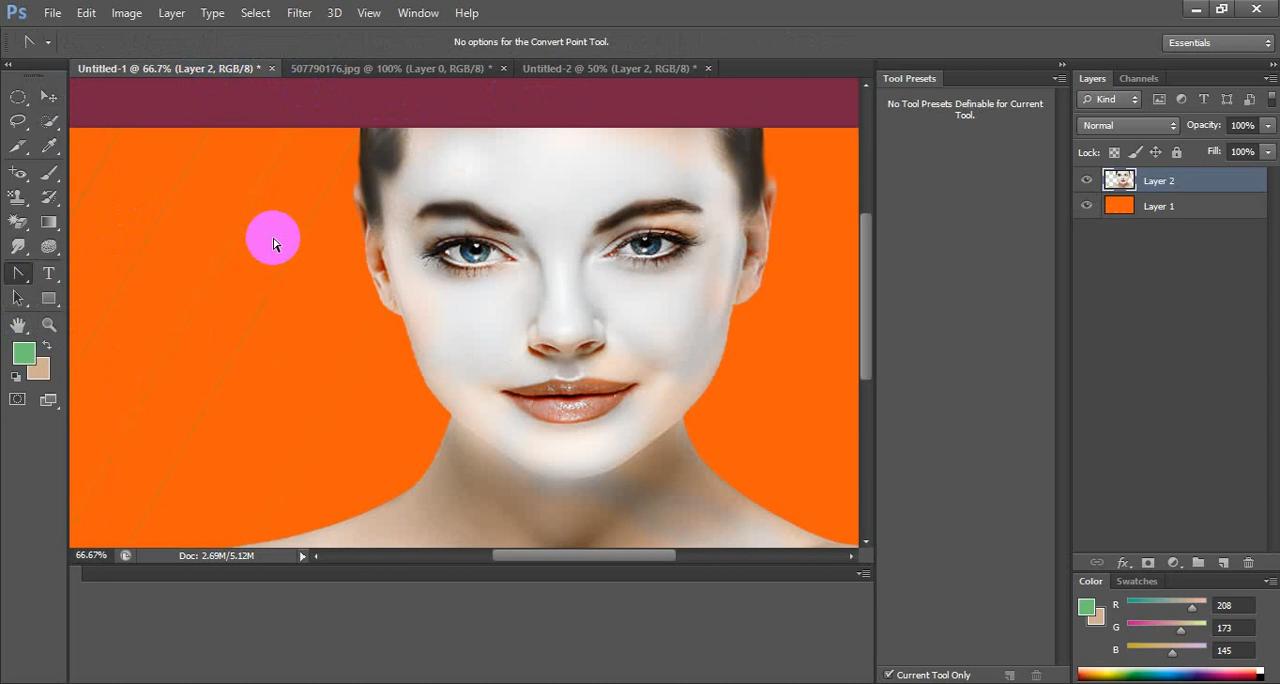 Ps File Edit Image Layer Type Select Filter 3D View Window Help
No options for the Convert Point Tool.
Essentials
Untitled-1 @ 66.7% (Layer 2, RGB/8) * × 507790176.jpg @ 100% (Layer 0, RGB/8) * × Untitled-2 @ 50% (Layer 2, RGB/8) * ×
Tool Presets
No Tool Presets Definable for Current
Tool.
Layers Channels
Kind
Normal Opacity: 100%
Lock: Fill: 100%
Layer 2
Layer 1
T
66.67% Doc: 2.69M/5.12M
fx
Color Swatches
R 208
G 173
B 145
Current Tool Only